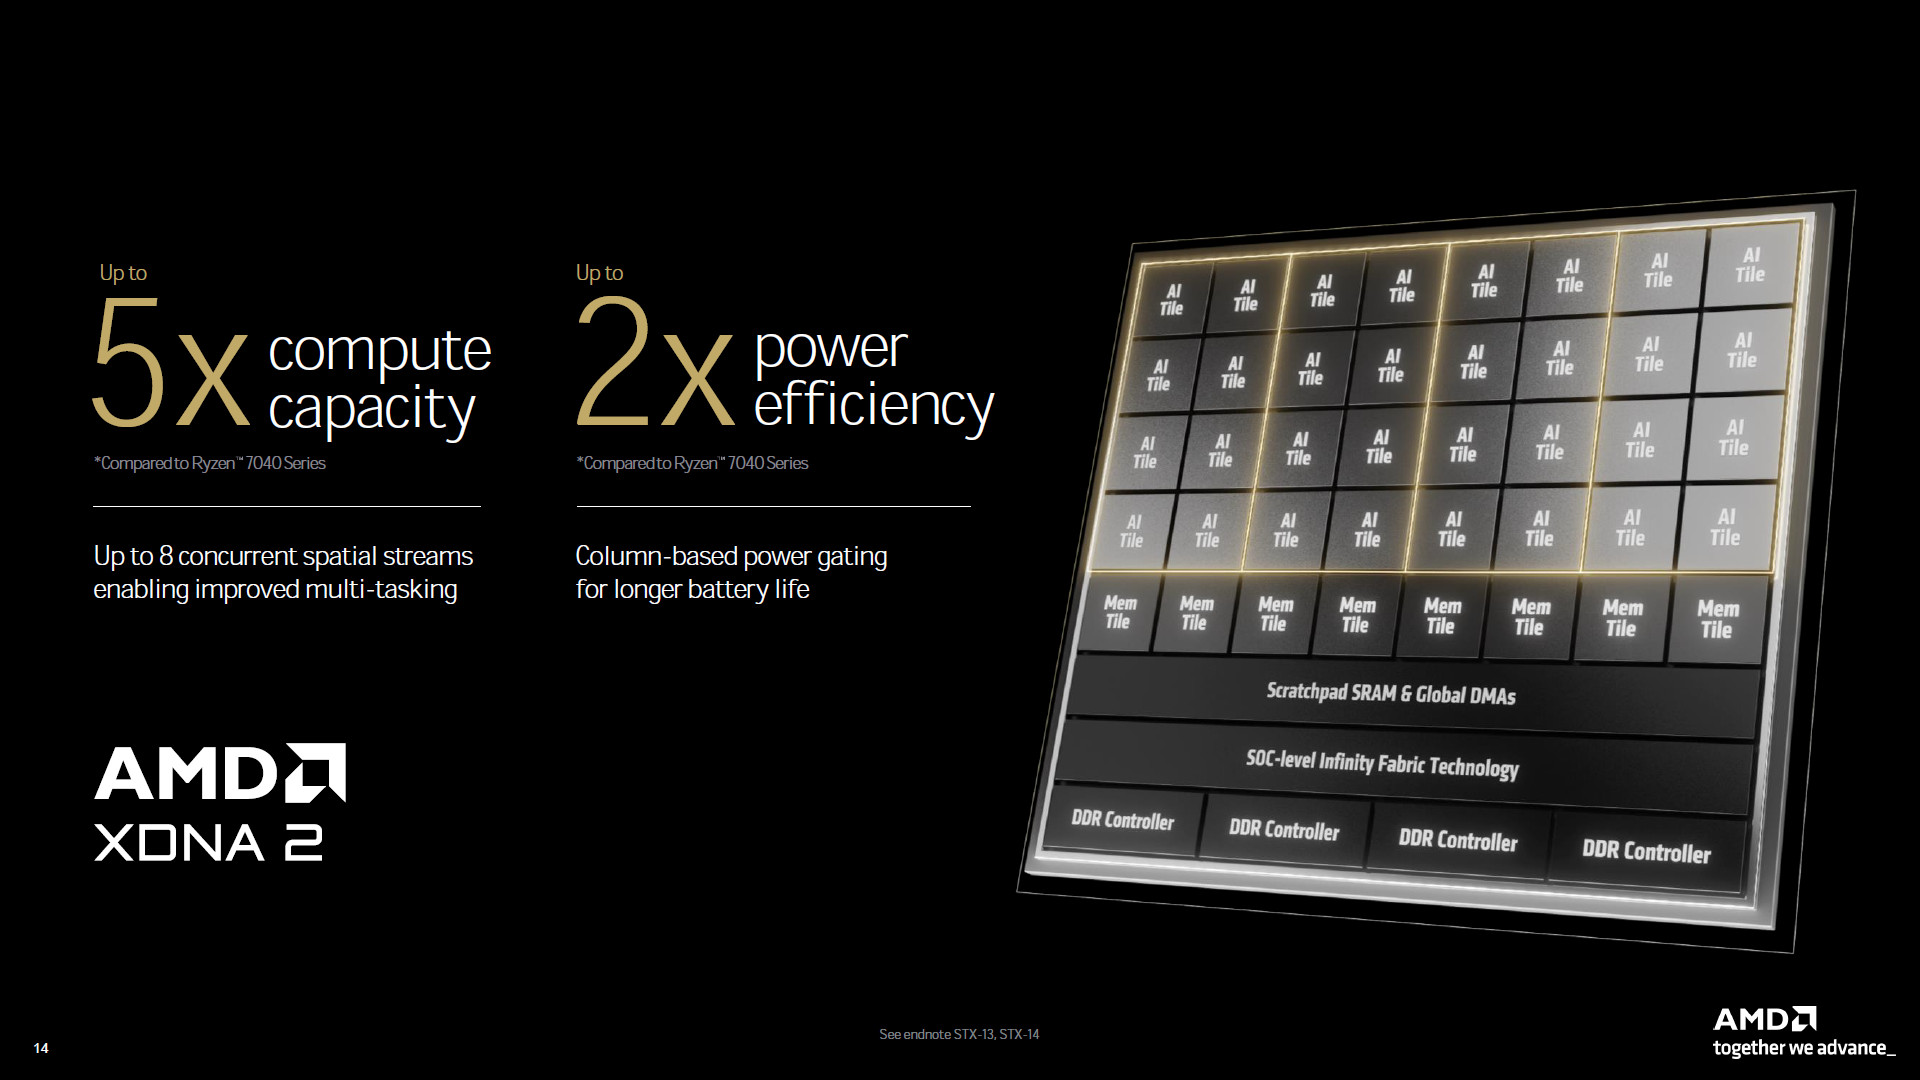 Up to
5x compute
capacity
*Compared to Ryzen™ 7040 Series
Up to 8 concurrent spatial streams
enabling improved multi-tasking
Up to
2x power
efficiency
*Compared to Ryzen™ 7040 Series
Column-based power gating
for longer battery life
AMD
XDNA 2
AI Tile AI Tile AI Tile AI Tile AI Tile AI Tile AI Tile AI Tile
AI Tile AI Tile AI Tile AI Tile AI Tile AI Tile AI Tile AI Tile
AI Tile AI Tile AI Tile AI Tile AI Tile AI Tile AI Tile AI Tile
AI Tile AI Tile AI Tile AI Tile AI Tile AI Tile AI Tile AI Tile
Mem Tile Mem Tile Mem Tile Mem Tile Mem Tile Mem Tile Mem Tile Mem Tile
Scratchpad SRAM & Global DMAs
SOC-level Infinity Fabric Technology
DDR Controller DDR Controller DDR Controller DDR Controller
14
See endnote STX-13, STX-14
AMD
together we advance_